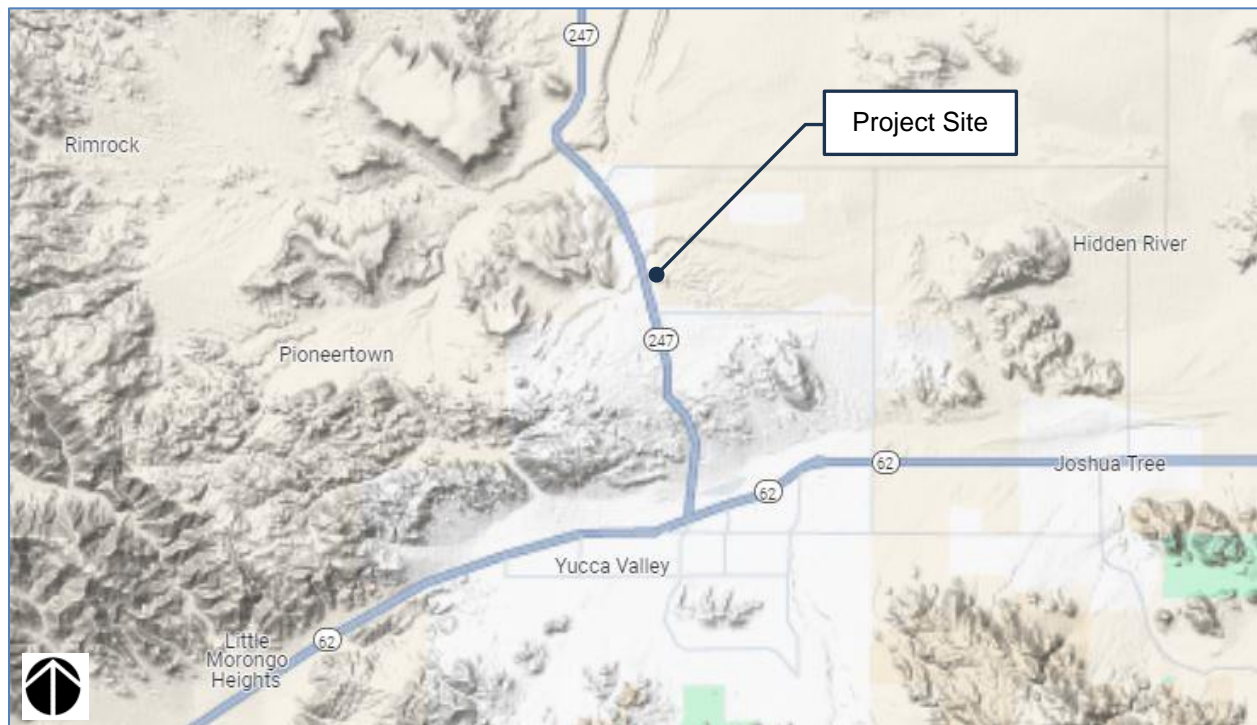 247
Project Site
Rimrock
Hidden River
247
Pioneertown
62
Joshua Tree
62
Yucca Valley
62
Little
Morongo
Heights